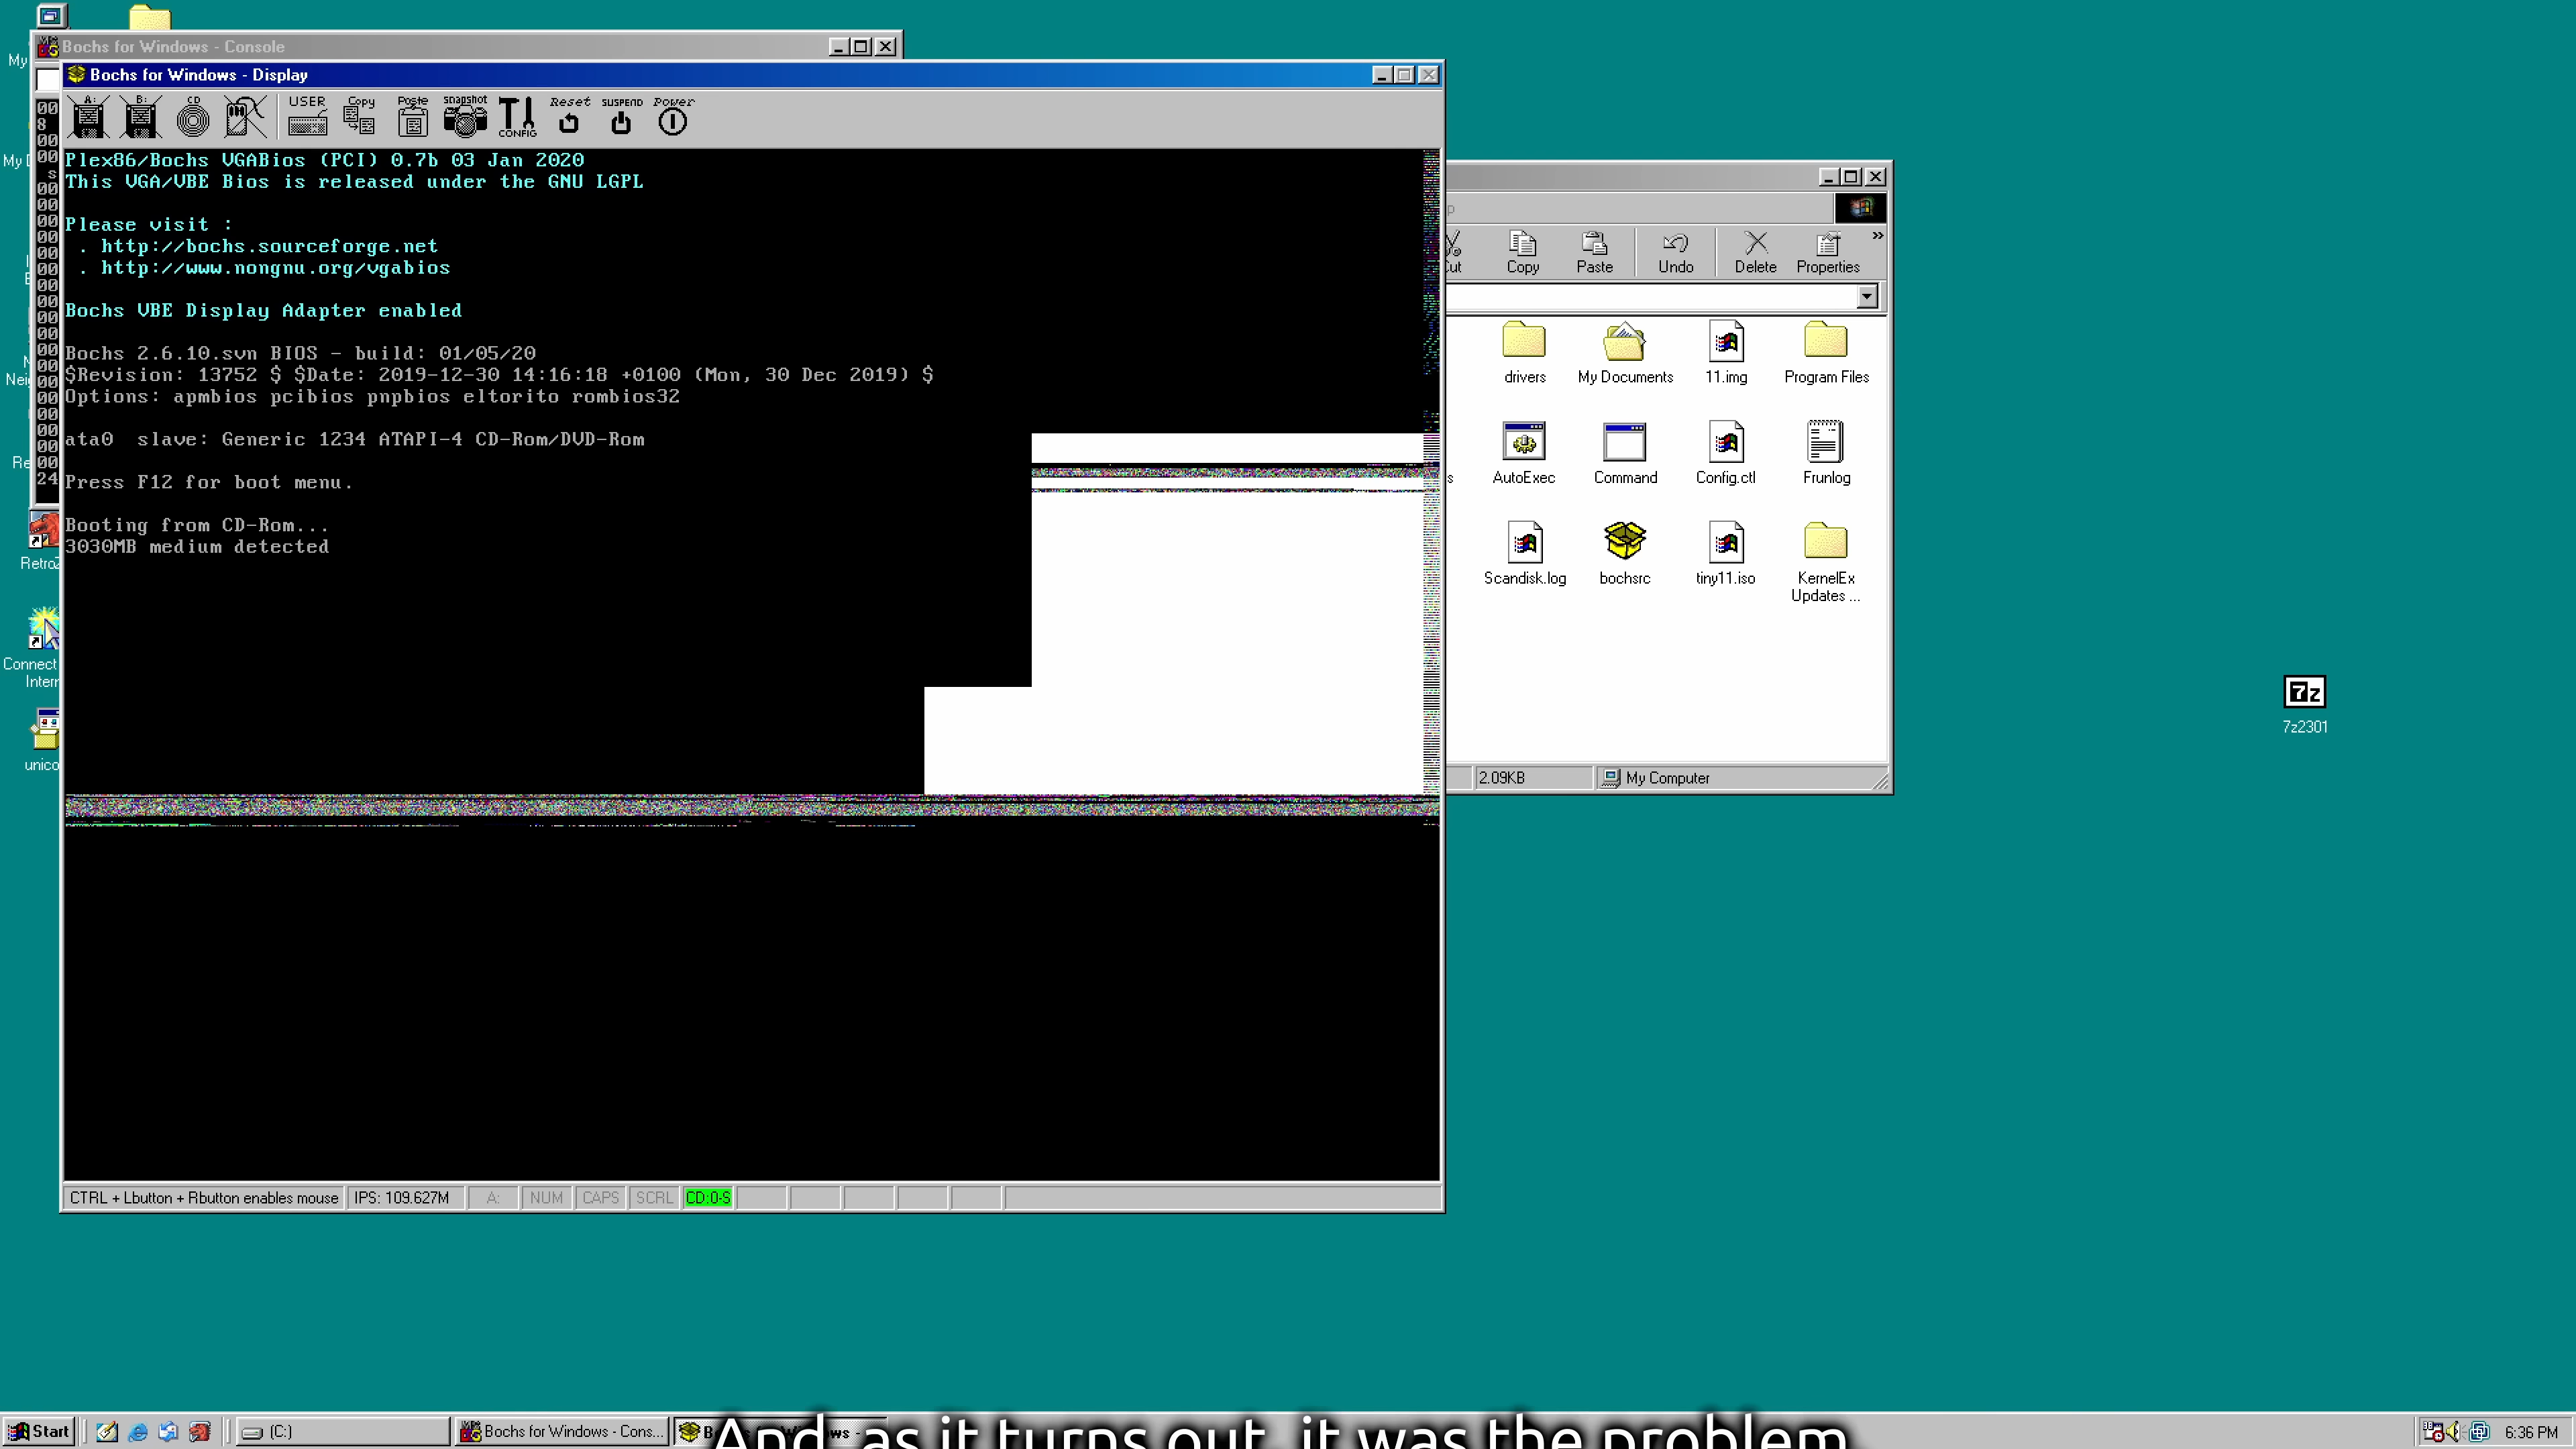 Bochs for Windows - Console
Bochs for Windows - Display
A:
B:
CD
USER
Copy
Paste
snapshot
CONFIG
Reset
SUSPEND
Power
Plex86/Bochs VGABios (PCI) 0.7b 03 Jan 2020
This VGA/VBE Bios is released under the GNU LGPL
Please visit :
. http://bochs.sourceforge.net
. http://www.nongnu.org/vgabios
Bochs VBE Display Adapter enabled
Bochs 2.6.10.svn BIOS - build: 01/05/20
$Revision: 13752 $ $Date: 2019-12-30 14:16:18 +0100 (Mon, 30 Dec 2019) $
Options: apmbios pcibios pnpbios eltorito rombios32
ata0  slave: Generic 1234 ATAPI-4 CD-Rom/DVD-Rom
Press F12 for boot menu.
Booting from CD-Rom...
3030MB medium detected
CTRL + Lbutton + Rbutton enables mouse IPS: 109.627M A: NUM CAPS SCRL CD:0-S
My
My
Connect
Copy Paste Undo Delete Properties
drivers My Documents 11.img Program Files
AutoExec Command Config.ctl Frunlog
Scandisk.log bochsrc tiny11.iso KernelEx
Updates ...
2.09KB My Computer
7z
7z2301
Start (C:) Bochs for Windows - Cons...
6:36 PM
And, as it turns out, it was the problem